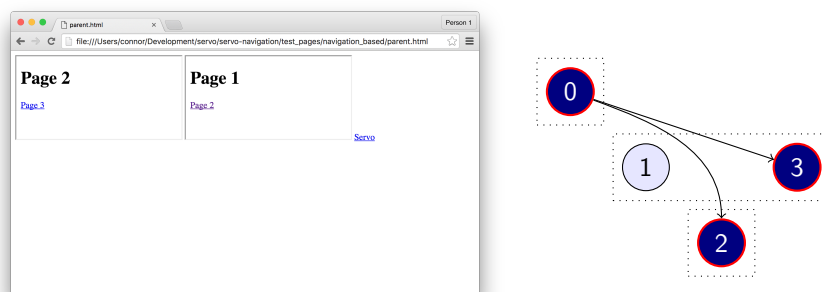 parent.html
Person 1
file:///Users/connor/Development/servo/servo-navigation/test_pages/navigation_based/parent.html
Page 2
Page 1
Page 3
Page 2
Servo
0
1
3
2